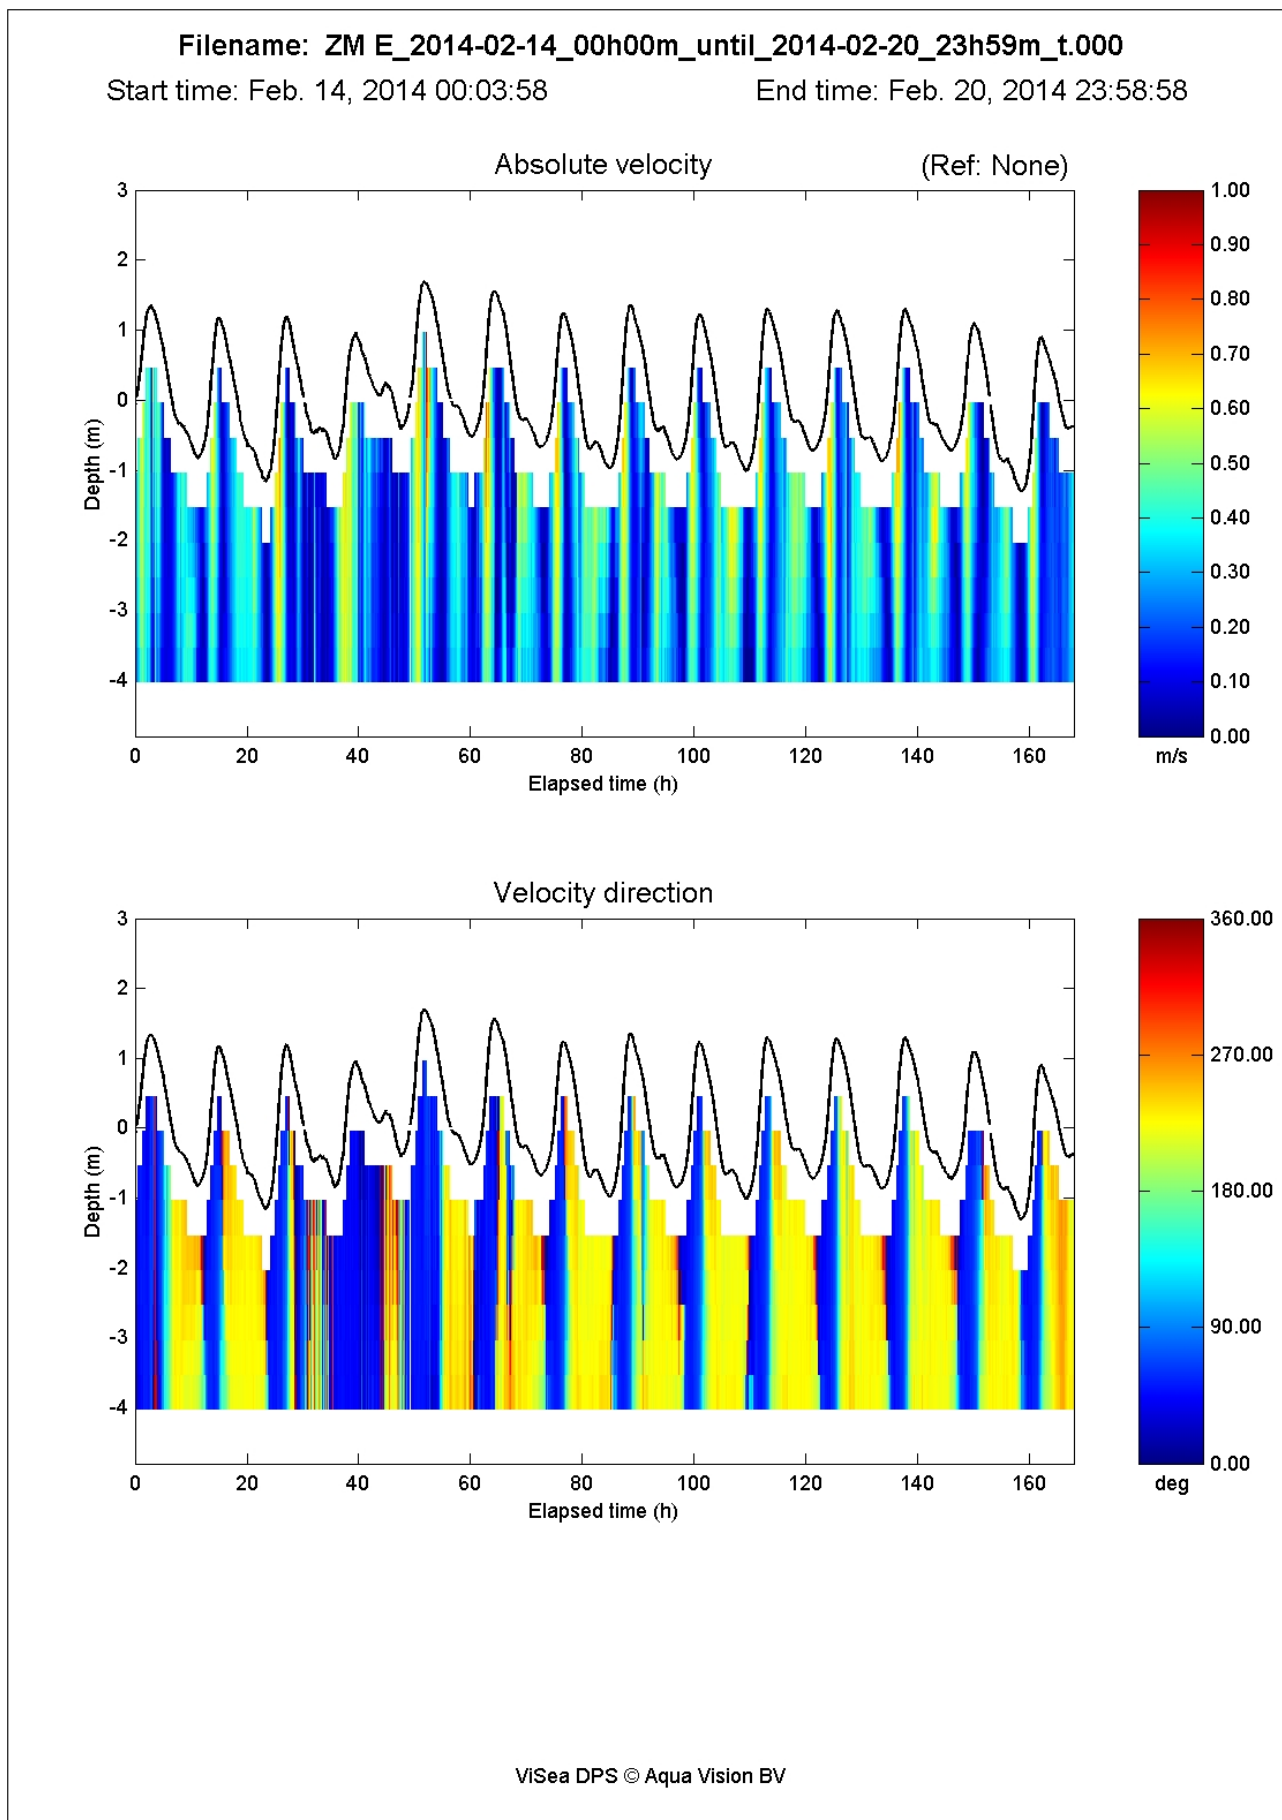 Filename: ZM E_2014-02-14_00h00m_until_2014-02-20_23h59m_t.000
Start time: Feb. 14, 2014 00:03:58 End time: Feb. 20, 2014 23:58:58
Absolute velocity (Ref: None)
3
2
1
0
-1
-2
-3
-4
Depth (m)
0 20 40 60 80 100 120 140 160
Elapsed time (h)
1.00
0.90
0.80
0.70
0.60
0.50
0.40
0.30
0.20
0.10
0.00
m/s
Velocity direction
3
2
1
0
-1
-2
-3
-4
Depth (m)
0 20 40 60 80 100 120 140 160
Elapsed time (h)
360.00
270.00
180.00
90.00
0.00
deg
ViSea DPS © Aqua Vision BV